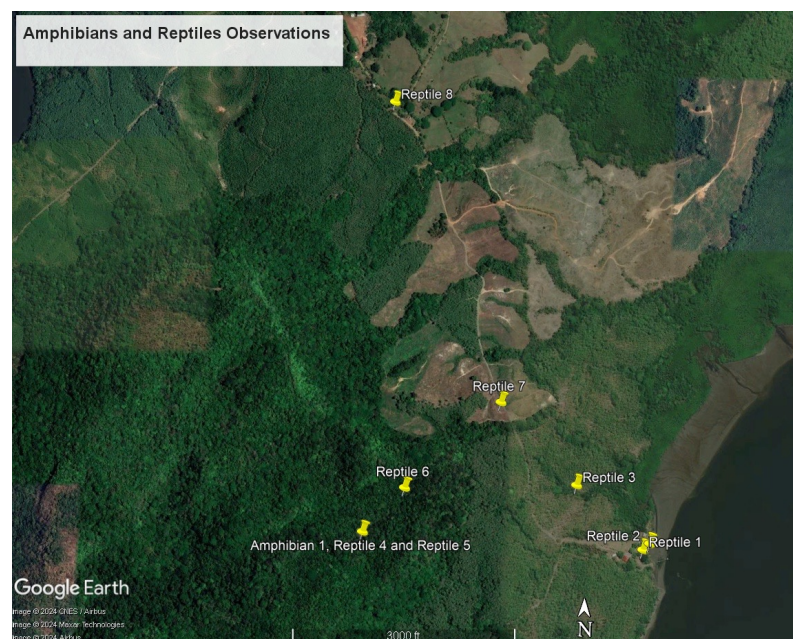 Amphibians and Reptiles Observations
Reptile 8
Reptile 7
Reptile 6
Reptile 3
Amphibian 1, Reptile 4 and Reptile 5
Reptile 2
Reptile 1
Google Earth
Image © 2024 CNES / Airbus
Image © 2024 Maxar Technologies
Image © 2024 Airbus
N
3000 ft